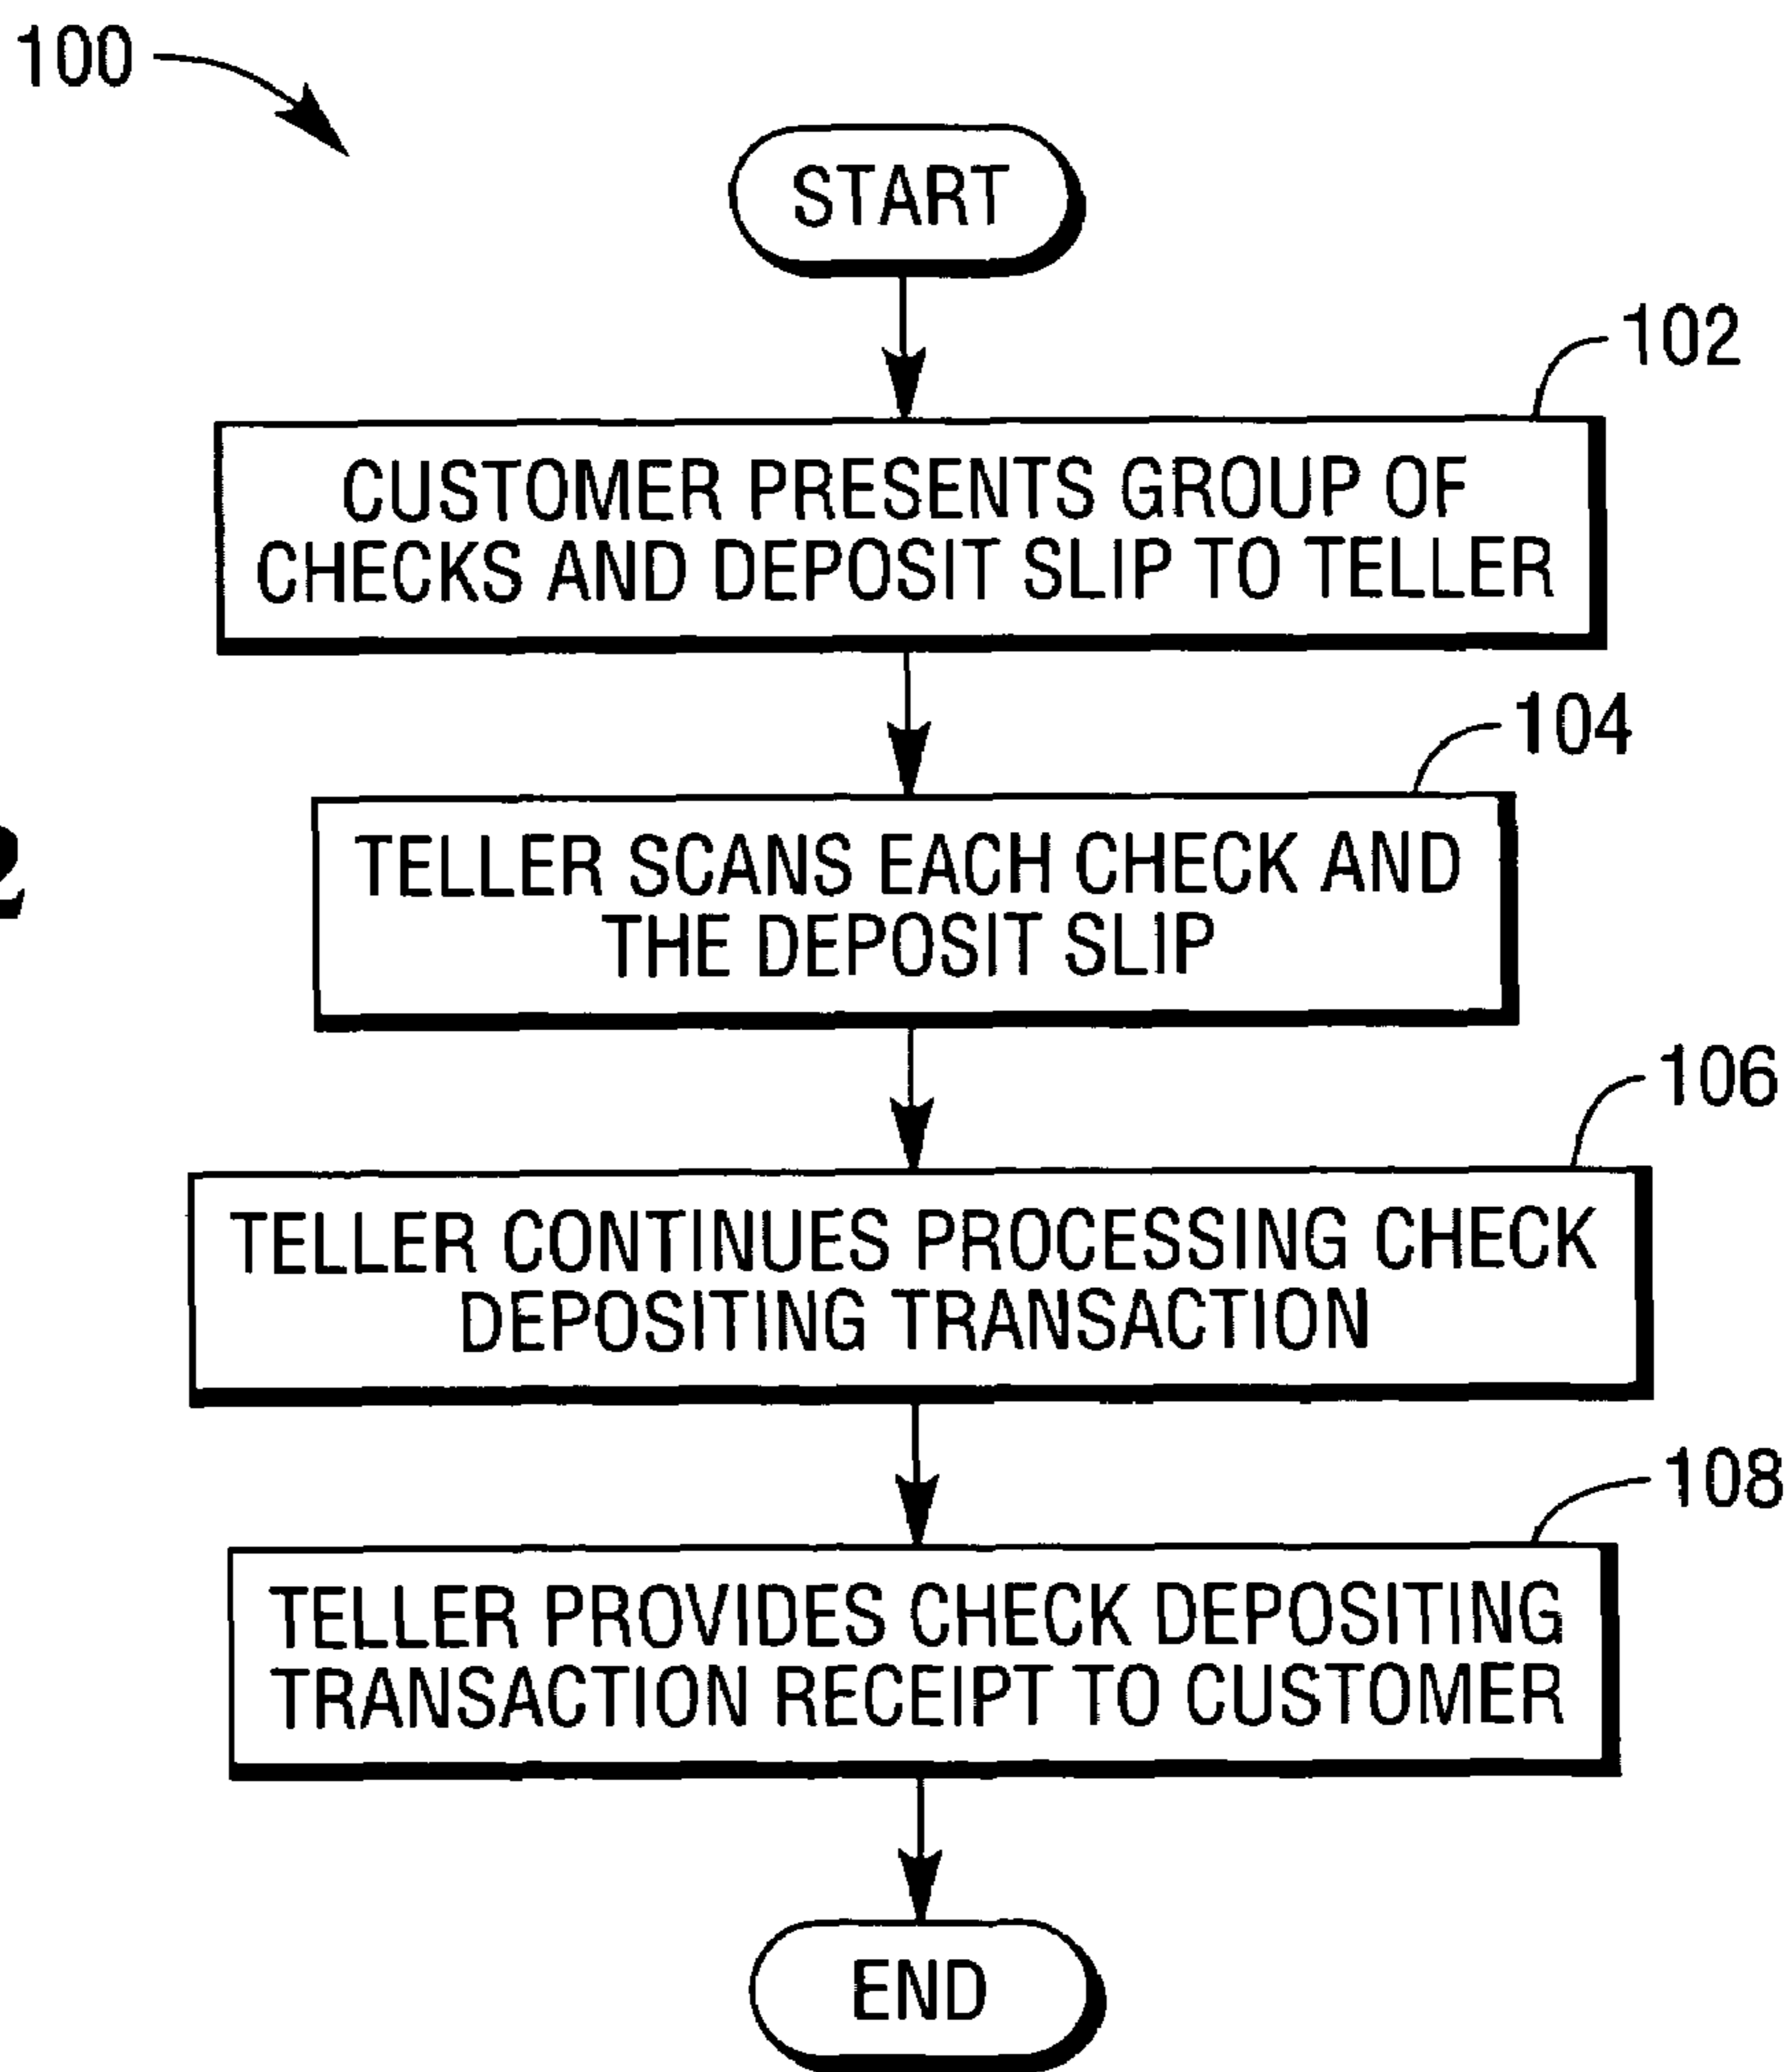 100
START
102
CUSTOMER PRESENTS GROUP OF
CHECKS AND DEPOSIT SLIP TO TELLER
104
TELLER SCANS EACH CHECK AND
THE DEPOSIT SLIP
106
TELLER CONTINUES PROCESSING CHECK
DEPOSITING TRANSACTION
108
TELLER PROVIDES CHECK DEPOSITING
TRANSACTION RECEIPT TO CUSTOMER
END